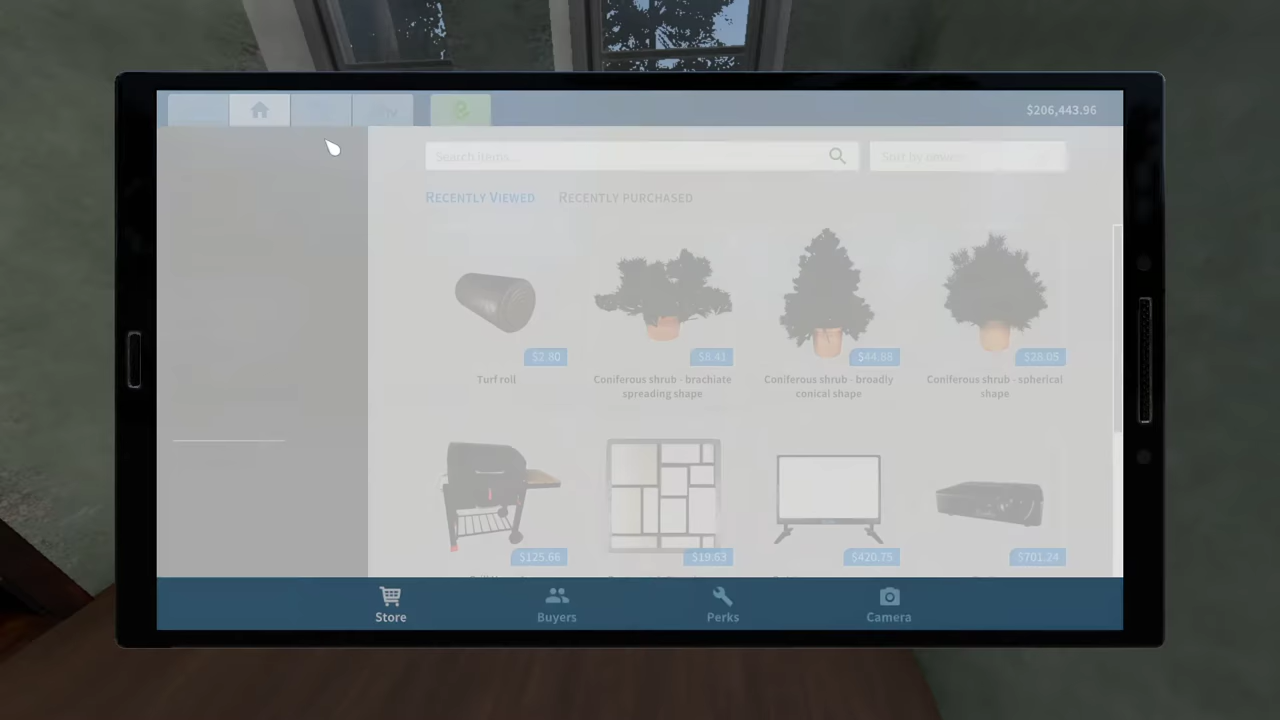 $206,443.96
Search items...
RECENTLY VIEWED RECENTLY PURCHASED
$2.80 $8.41 $44.88 $28.05
Turf roll
Coniferous shrub - brachiate
spreading shape
Coniferous shrub - broadly
conical shape
Coniferous shrub - spherical
shape
$125.66 $19.63 $420.75 $701.24
Store Buyers Perks Camera